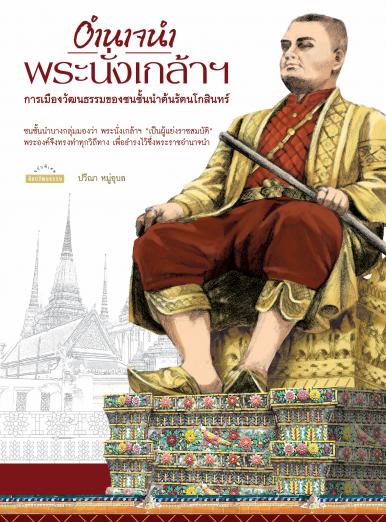 อำนาจนำ
พระนั่งเกล้าฯ
การเมืองวัฒนธรรมของชนชั้นนำต้นรัตนโกสินทร์
ชนชั้นนำบางกลุ่มมองว่า พระนั่งเกล้าฯ "เป็นผู้แย่งราชสมบัติ"
พระองค์จึงทรงทำทุกวิถีทาง เพื่อธำรงไว้ซึ่งพระราชอำนาจนำ
ศิลปวัฒนธรรม
ปวีณา หมู่อุบล